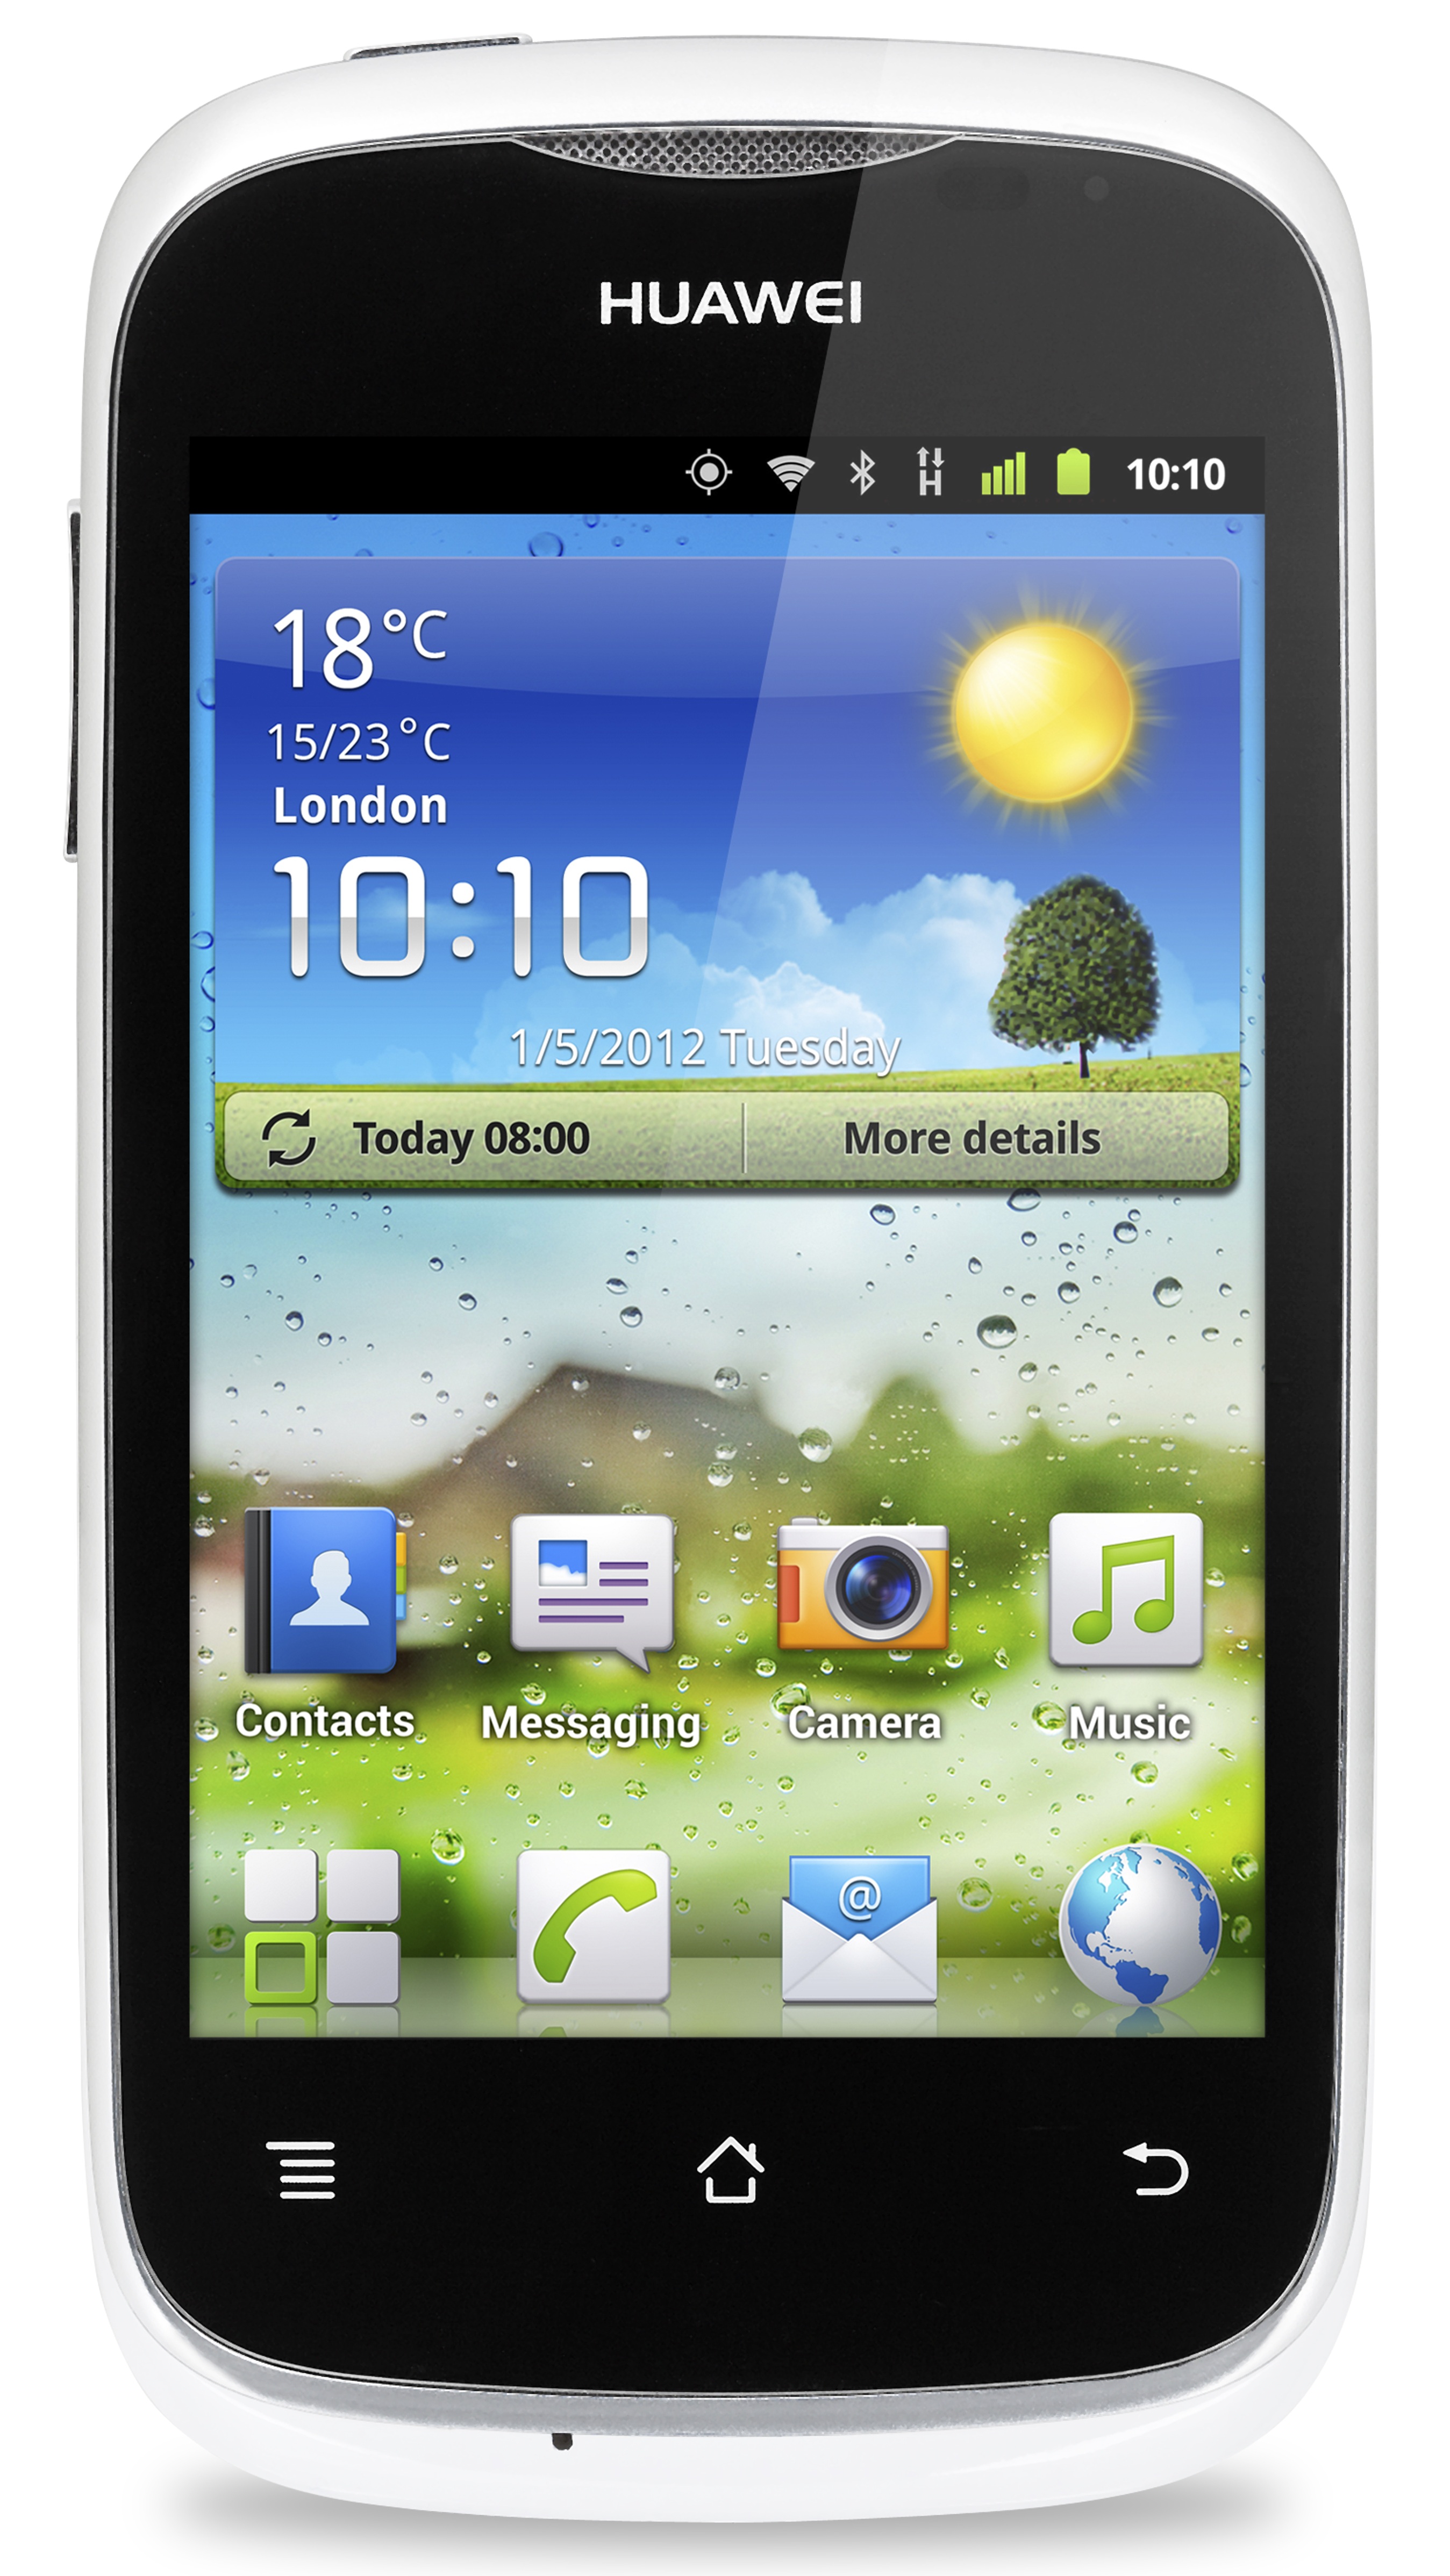 HUAWEI
H 10:10
18°C
15/23°C
London
10:10
1/5/2012 Tuesday
Today 08:00 More details
Contacts Messaging Camera Music
@